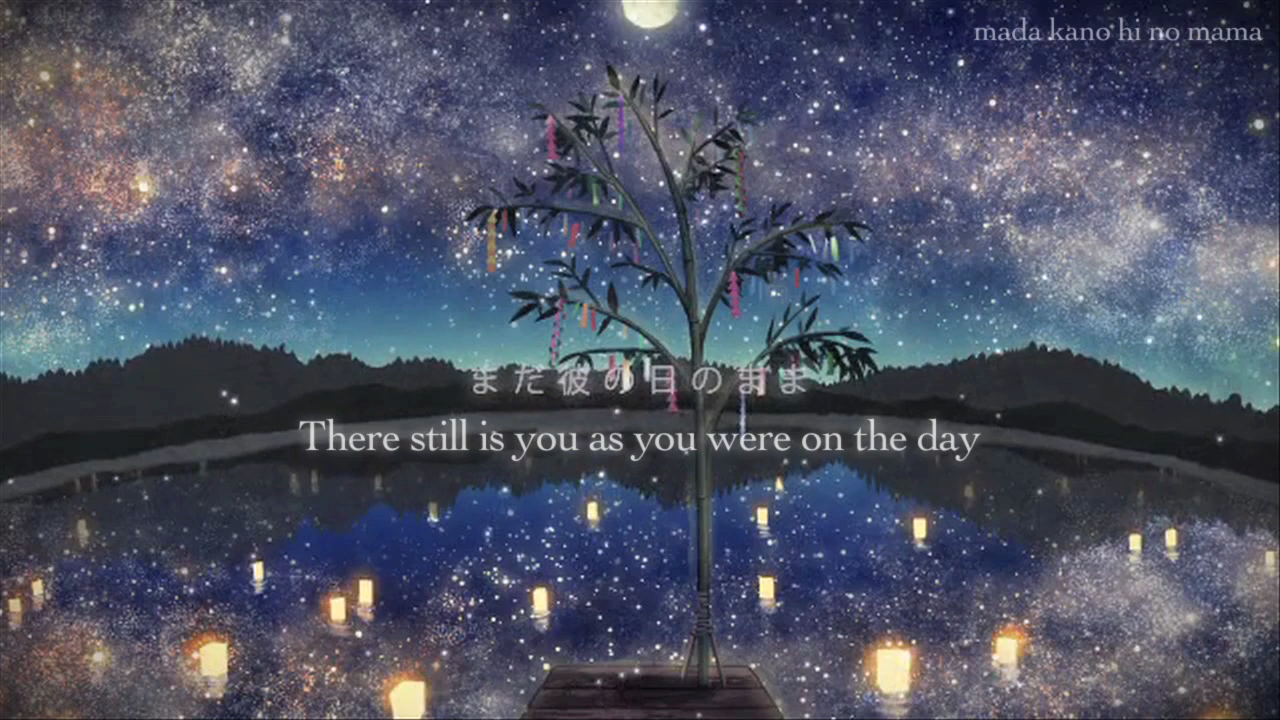 mada kano hi no mama
まだ彼の日のまま
There still is you as you were on the day